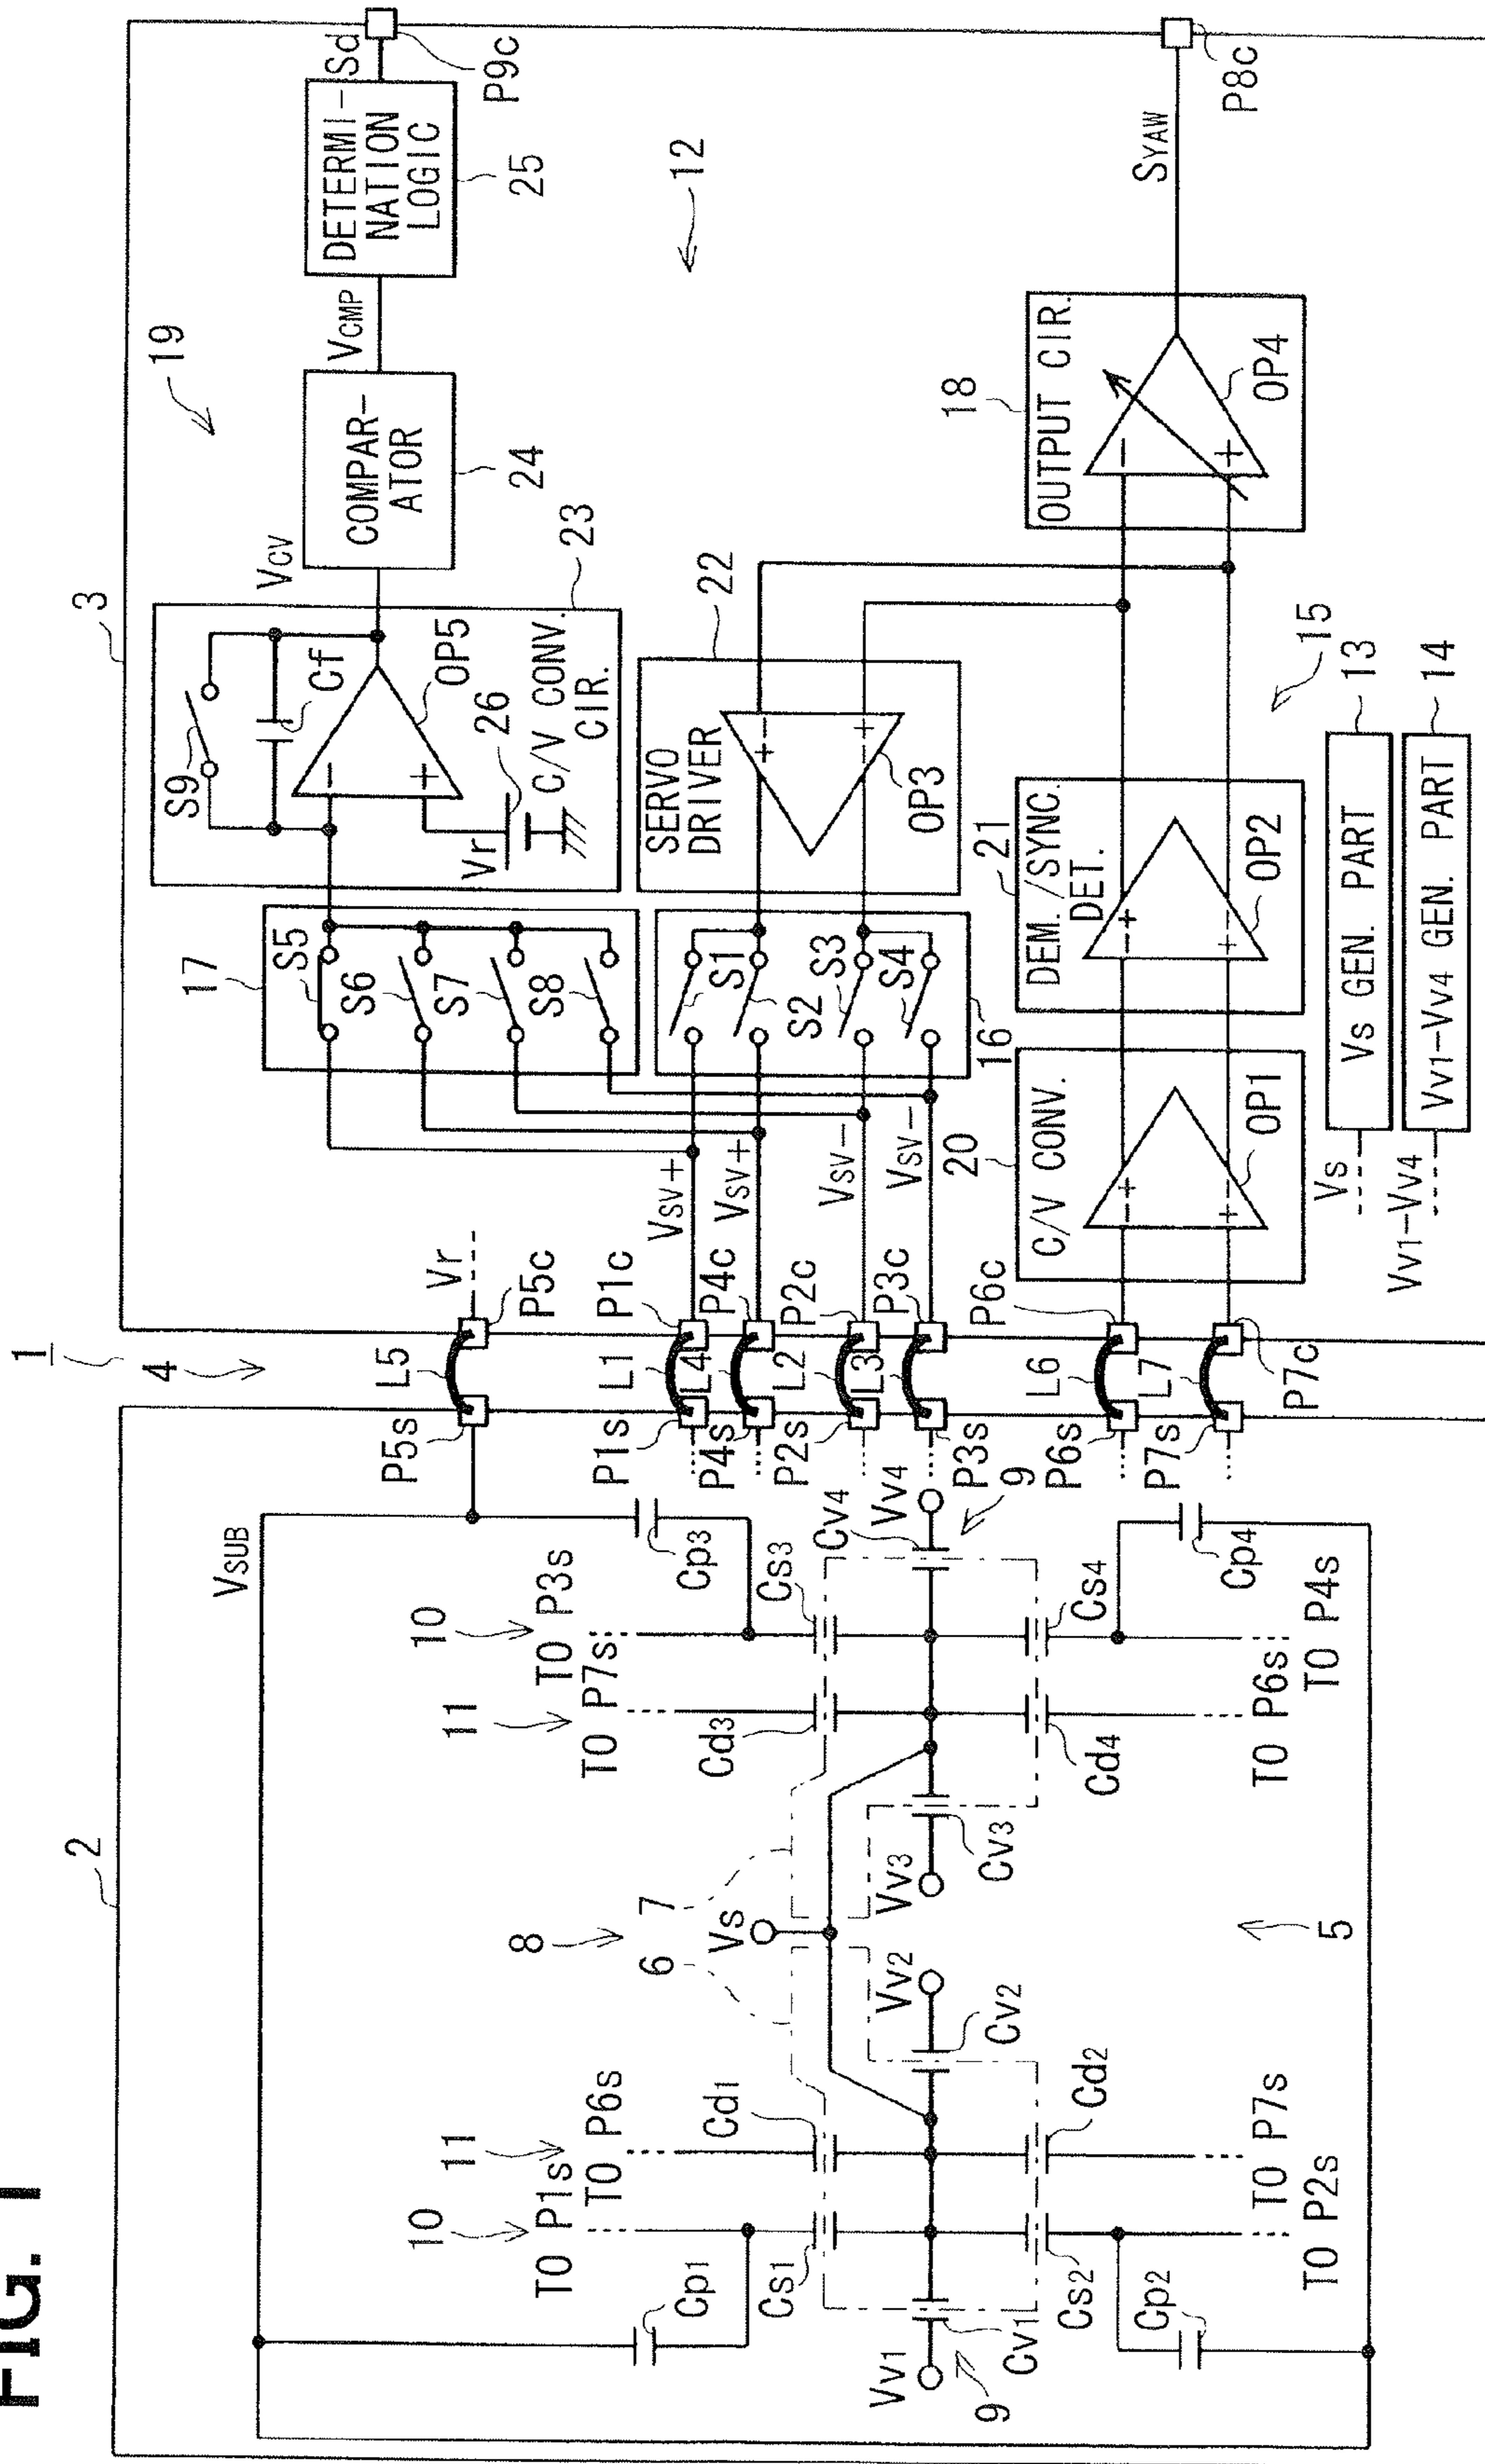 FIG. 1
1
2
3
4
VSUB
P5s
L5
P5c
Vr
19
17
S5
S6
S7
S8
S9
Cf
OP5
Vr
26
C/V CONV.
CIR.
23
VCV
COMPAR-
ATOR
24
VCMP
DETERMI-
NATION
LOGIC
25
Sd
P9c
12
10
TO P1s
11
TO P6s
8
6
7
11
TO P7s
10
TO P3s
Cp1
Cs1
Cd1
Vs
Cd3
Cs3
Cp3
Vv1
Cv1
9
Vv2
Cv2
Vv3
Cv3
Vv4
Cv4
9
Cs2
Cd2
Cp2
Cd4
Cs4
Cp4
TO P7s
TO P2s
5
TO P6s
TO P4s
P1s
L1
P1c
VSV+
P4s
L4
P4c
VSV+
P2s
L2
P2c
VSV-
P3s
L3
P3c
VSV-
P6s
L6
P6c
P7s
L7
P7c
S1
S2
S3
S4
16
SERVO
DRIVER
22
- +
+ -
OP3
20
C/V CONV.
- +
+ -
OP1
21
DEM./SYNC.
DET.
- +
+ -
OP2
15
18
OUTPUT CIR.
-
+
OP4
SYAW
P8c
Vs
Vs GEN. PART
13
Vv1-Vv4
Vv1-Vv4 GEN. PART
14